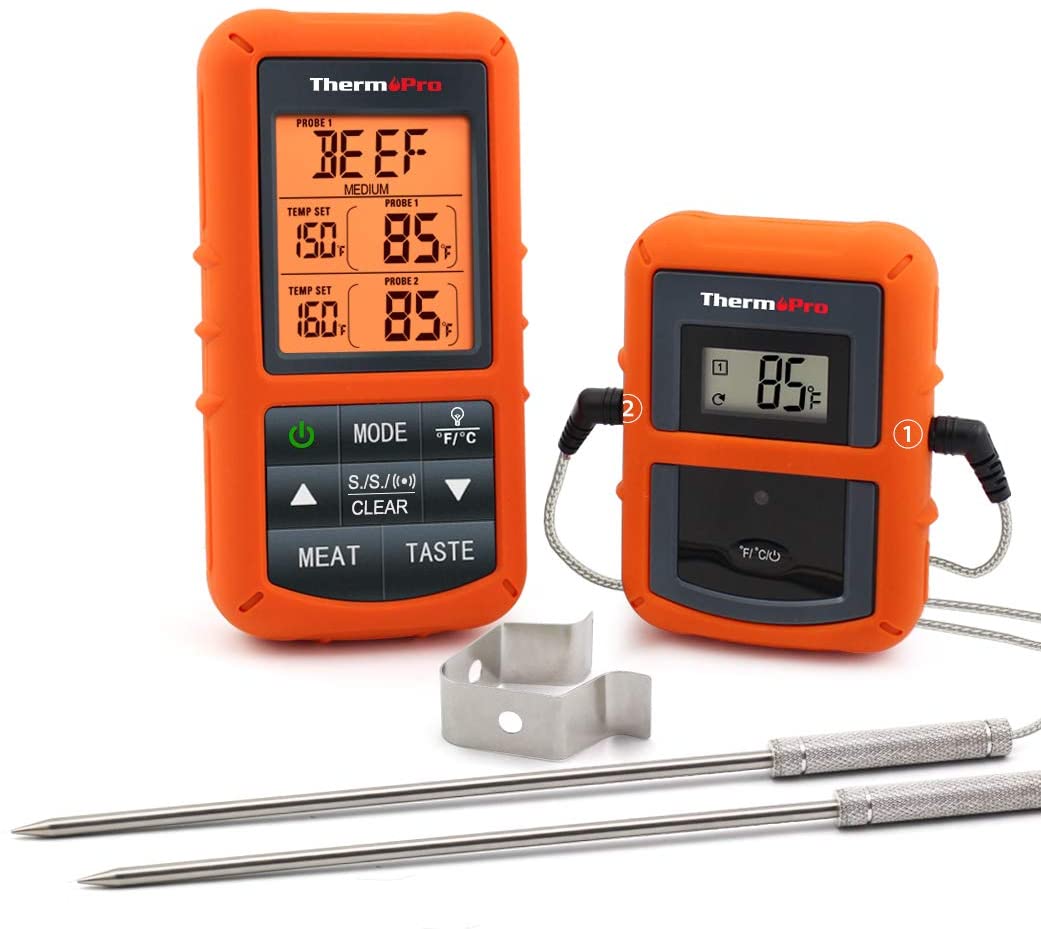 ThermoPro
PROBE 1
BEEF
MEDIUM
TEMP SET
PROBE 1
150°F
85°F
TEMP SET
PROBE 2
160°F
85°F
MODE
°F/°C
S./S./((•))
CLEAR
MEAT
TASTE
ThermoPro
1
85°F
2
1
°F/°C/⏻